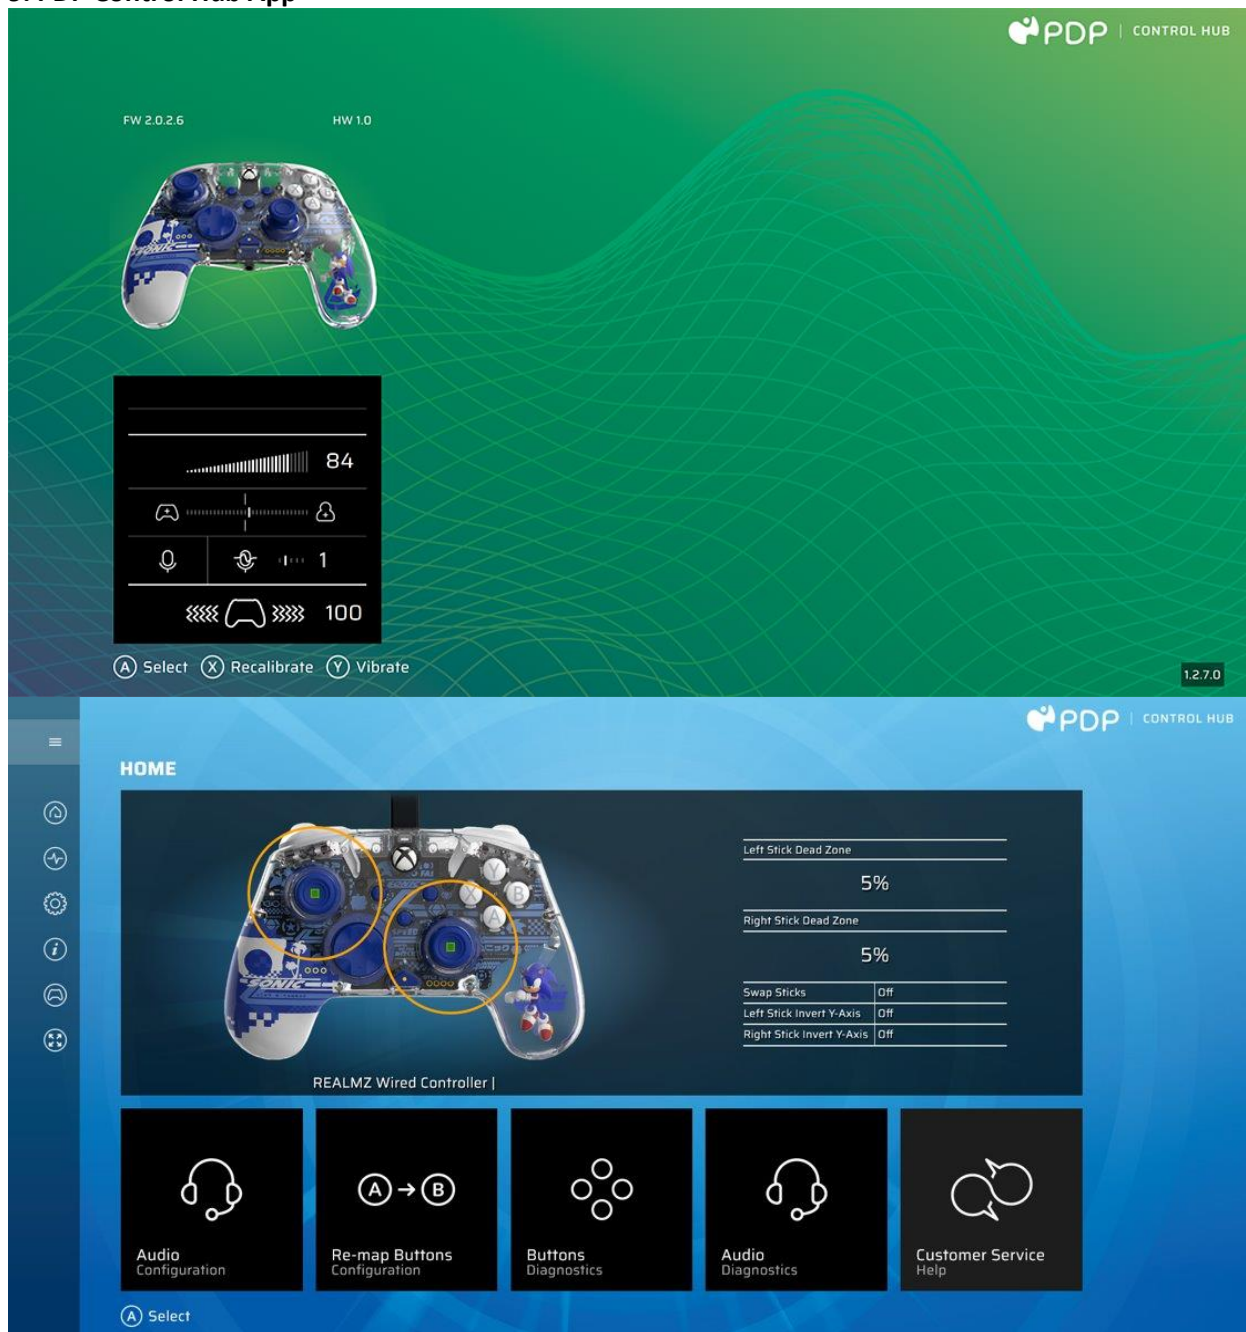 PDP | CONTROL HUB
FW 2.0.2.6 HW 1.0
SONIC
84
1
100
A Select X Recalibrate Y Vibrate
1.2.7.0
PDP | CONTROL HUB
HOME
Left Stick Dead Zone
5%
Right Stick Dead Zone
5%
Swap Sticks Off
Left Stick Invert Y-Axis Off
Right Stick Invert Y-Axis Off
Y
X B
A
SONIC
REALMZ Wired Controller |
A → B
Audio
Configuration
Re-map Buttons
Configuration
Buttons
Diagnostics
Audio
Diagnostics
Customer Service
Help
A Select